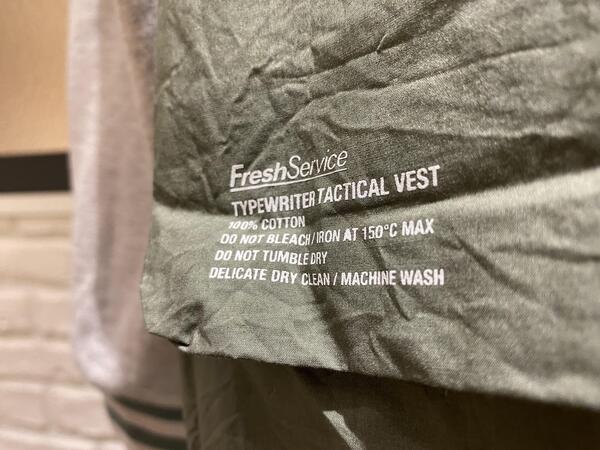 FreshService
TYPEWRITER TACTICAL VEST
100% COTTON
DO NOT BLEACH / IRON AT 150°C MAX
DO NOT TUMBLE DRY
DELICATE DRY CLEAN / MACHINE WASH